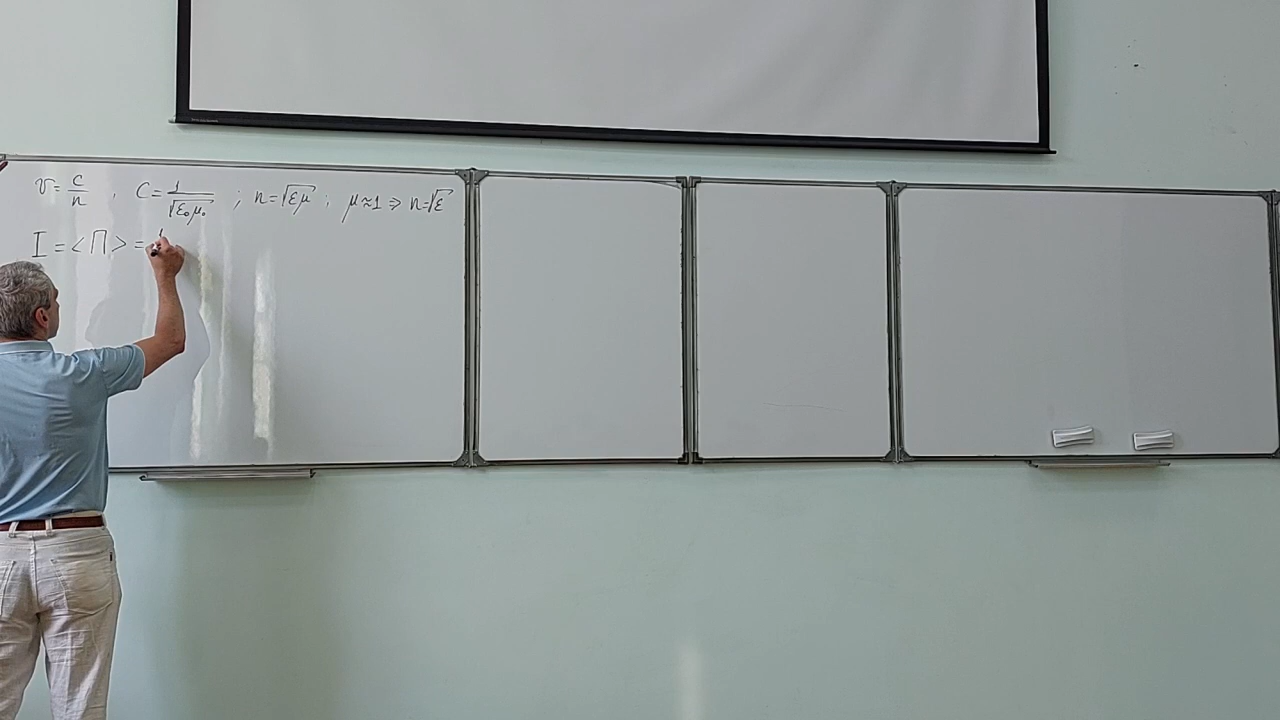 v = c/n , c = 1/√ε₀μ₀ ; n = √εμ ; μ ≈ 1 ⇒ n = √ε
I = <П> =